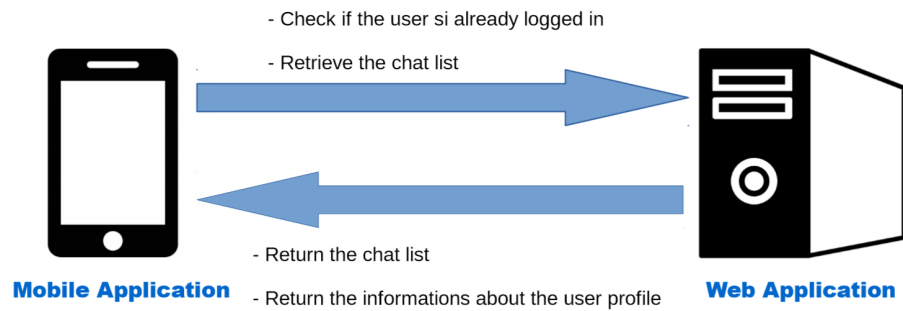 - Check if the user si already logged in
- Retrieve the chat list
- Return the chat list
Mobile Application
Web Application
- Return the informations about the user profile